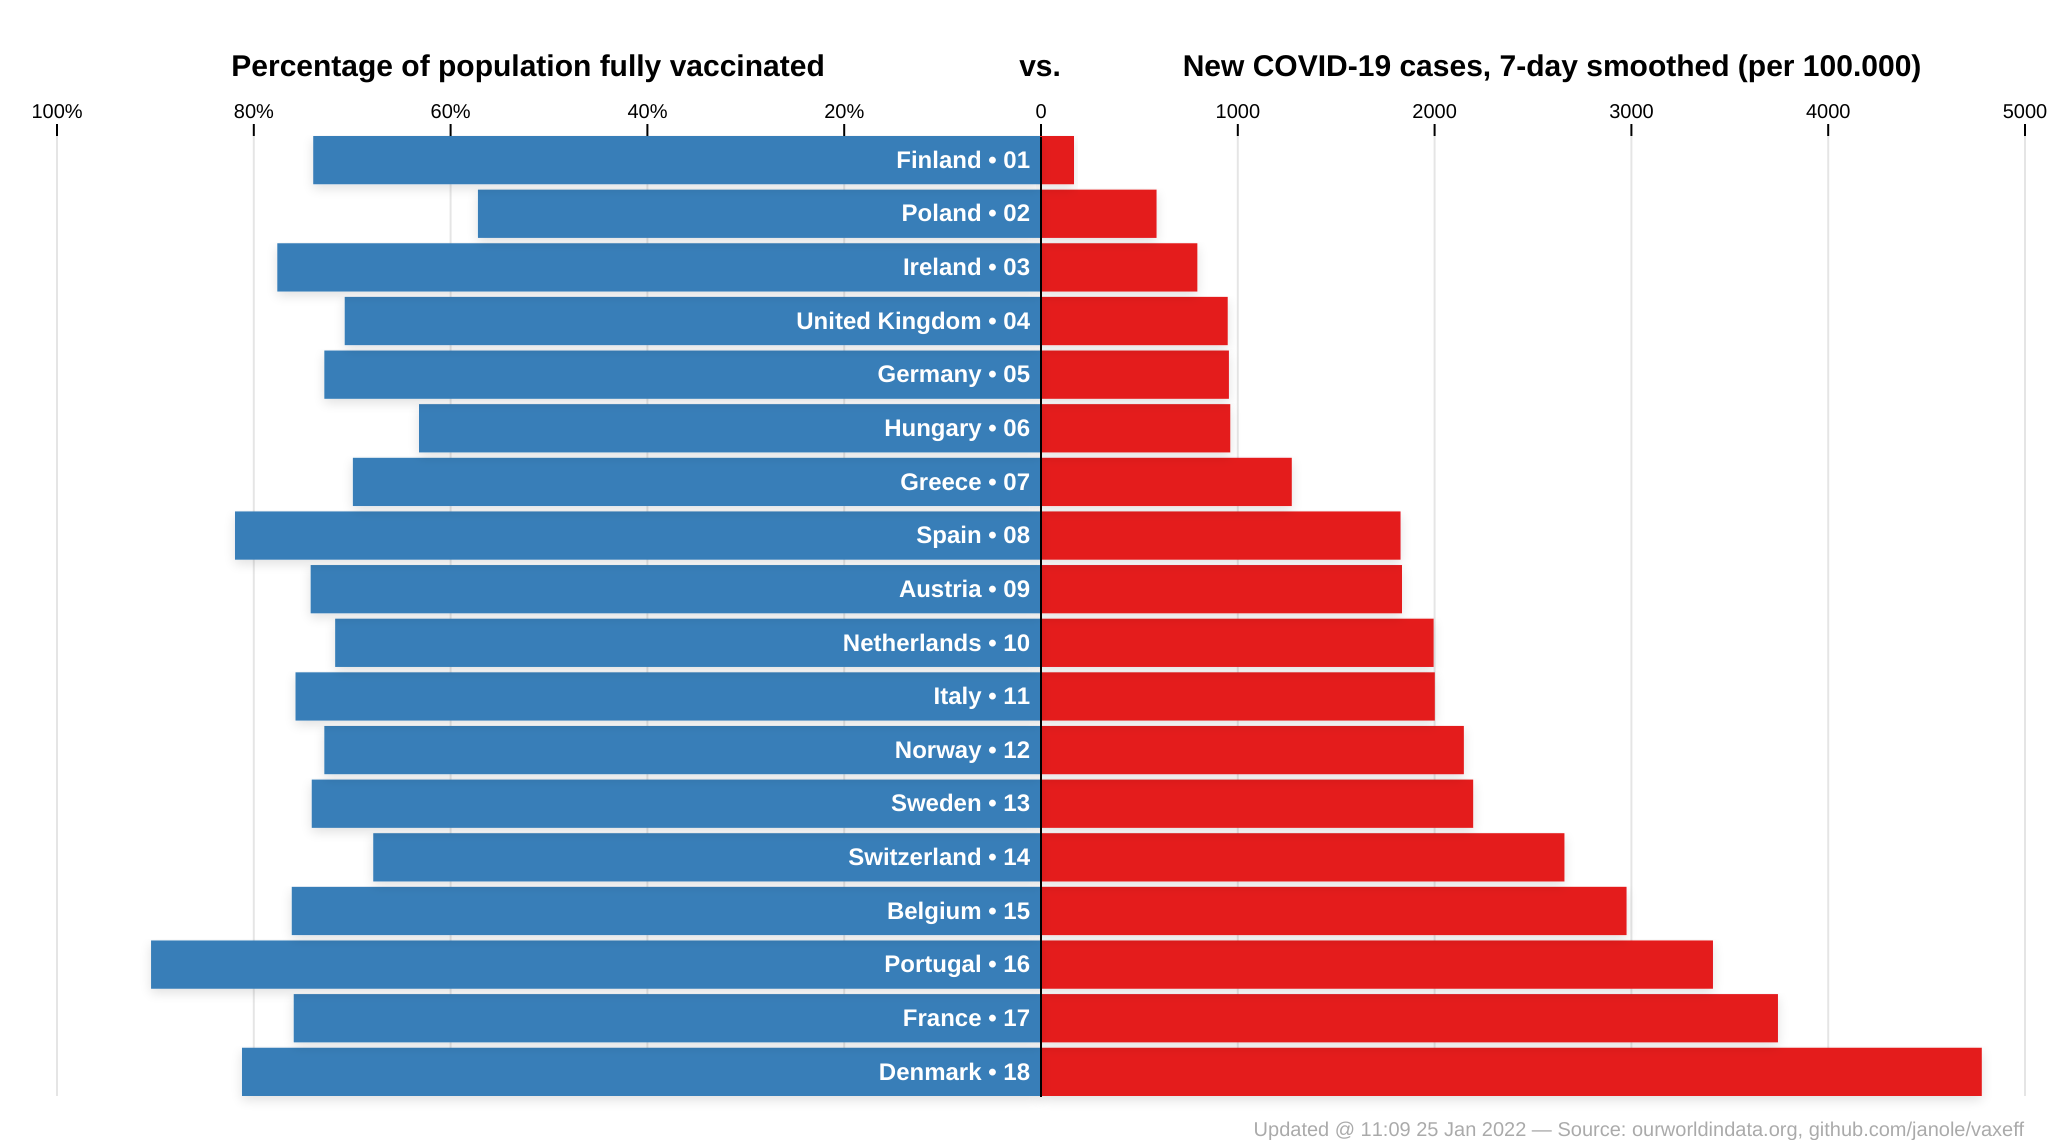 Percentage of population fully vaccinated vs. New COVID-19 cases, 7-day smoothed (per 100.000)
100% 80% 60% 40% 20% 0 1000 2000 3000 4000 5000
Finland • 01
Poland • 02
Ireland • 03
United Kingdom • 04
Germany • 05
Hungary • 06
Greece • 07
Spain • 08
Austria • 09
Netherlands • 10
Italy • 11
Norway • 12
Sweden • 13
Switzerland • 14
Belgium • 15
Portugal • 16
France • 17
Denmark • 18
Updated @ 11:09 25 Jan 2022 — Source: ourworldindata.org, github.com/janole/vaxeff